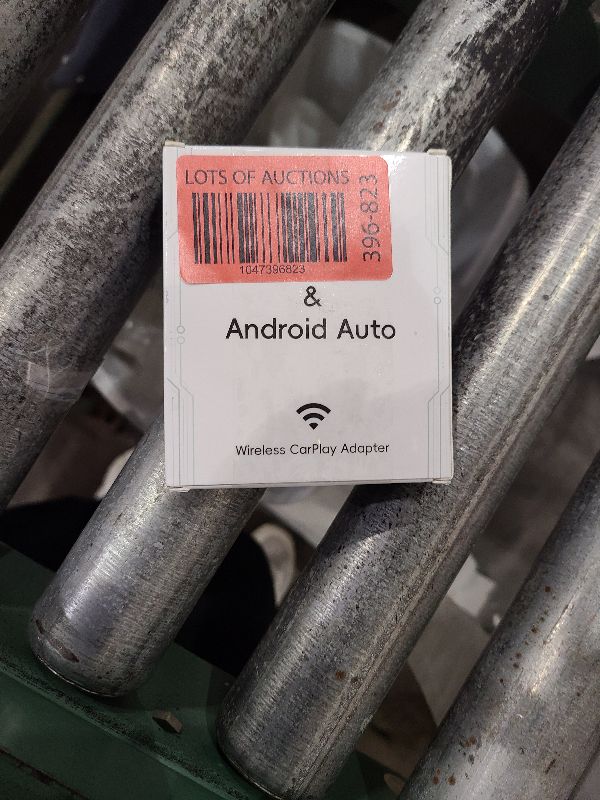 LOTS OF AUCTIONS
396-823
1047396823
&
Android Auto
Wireless CarPlay Adapter